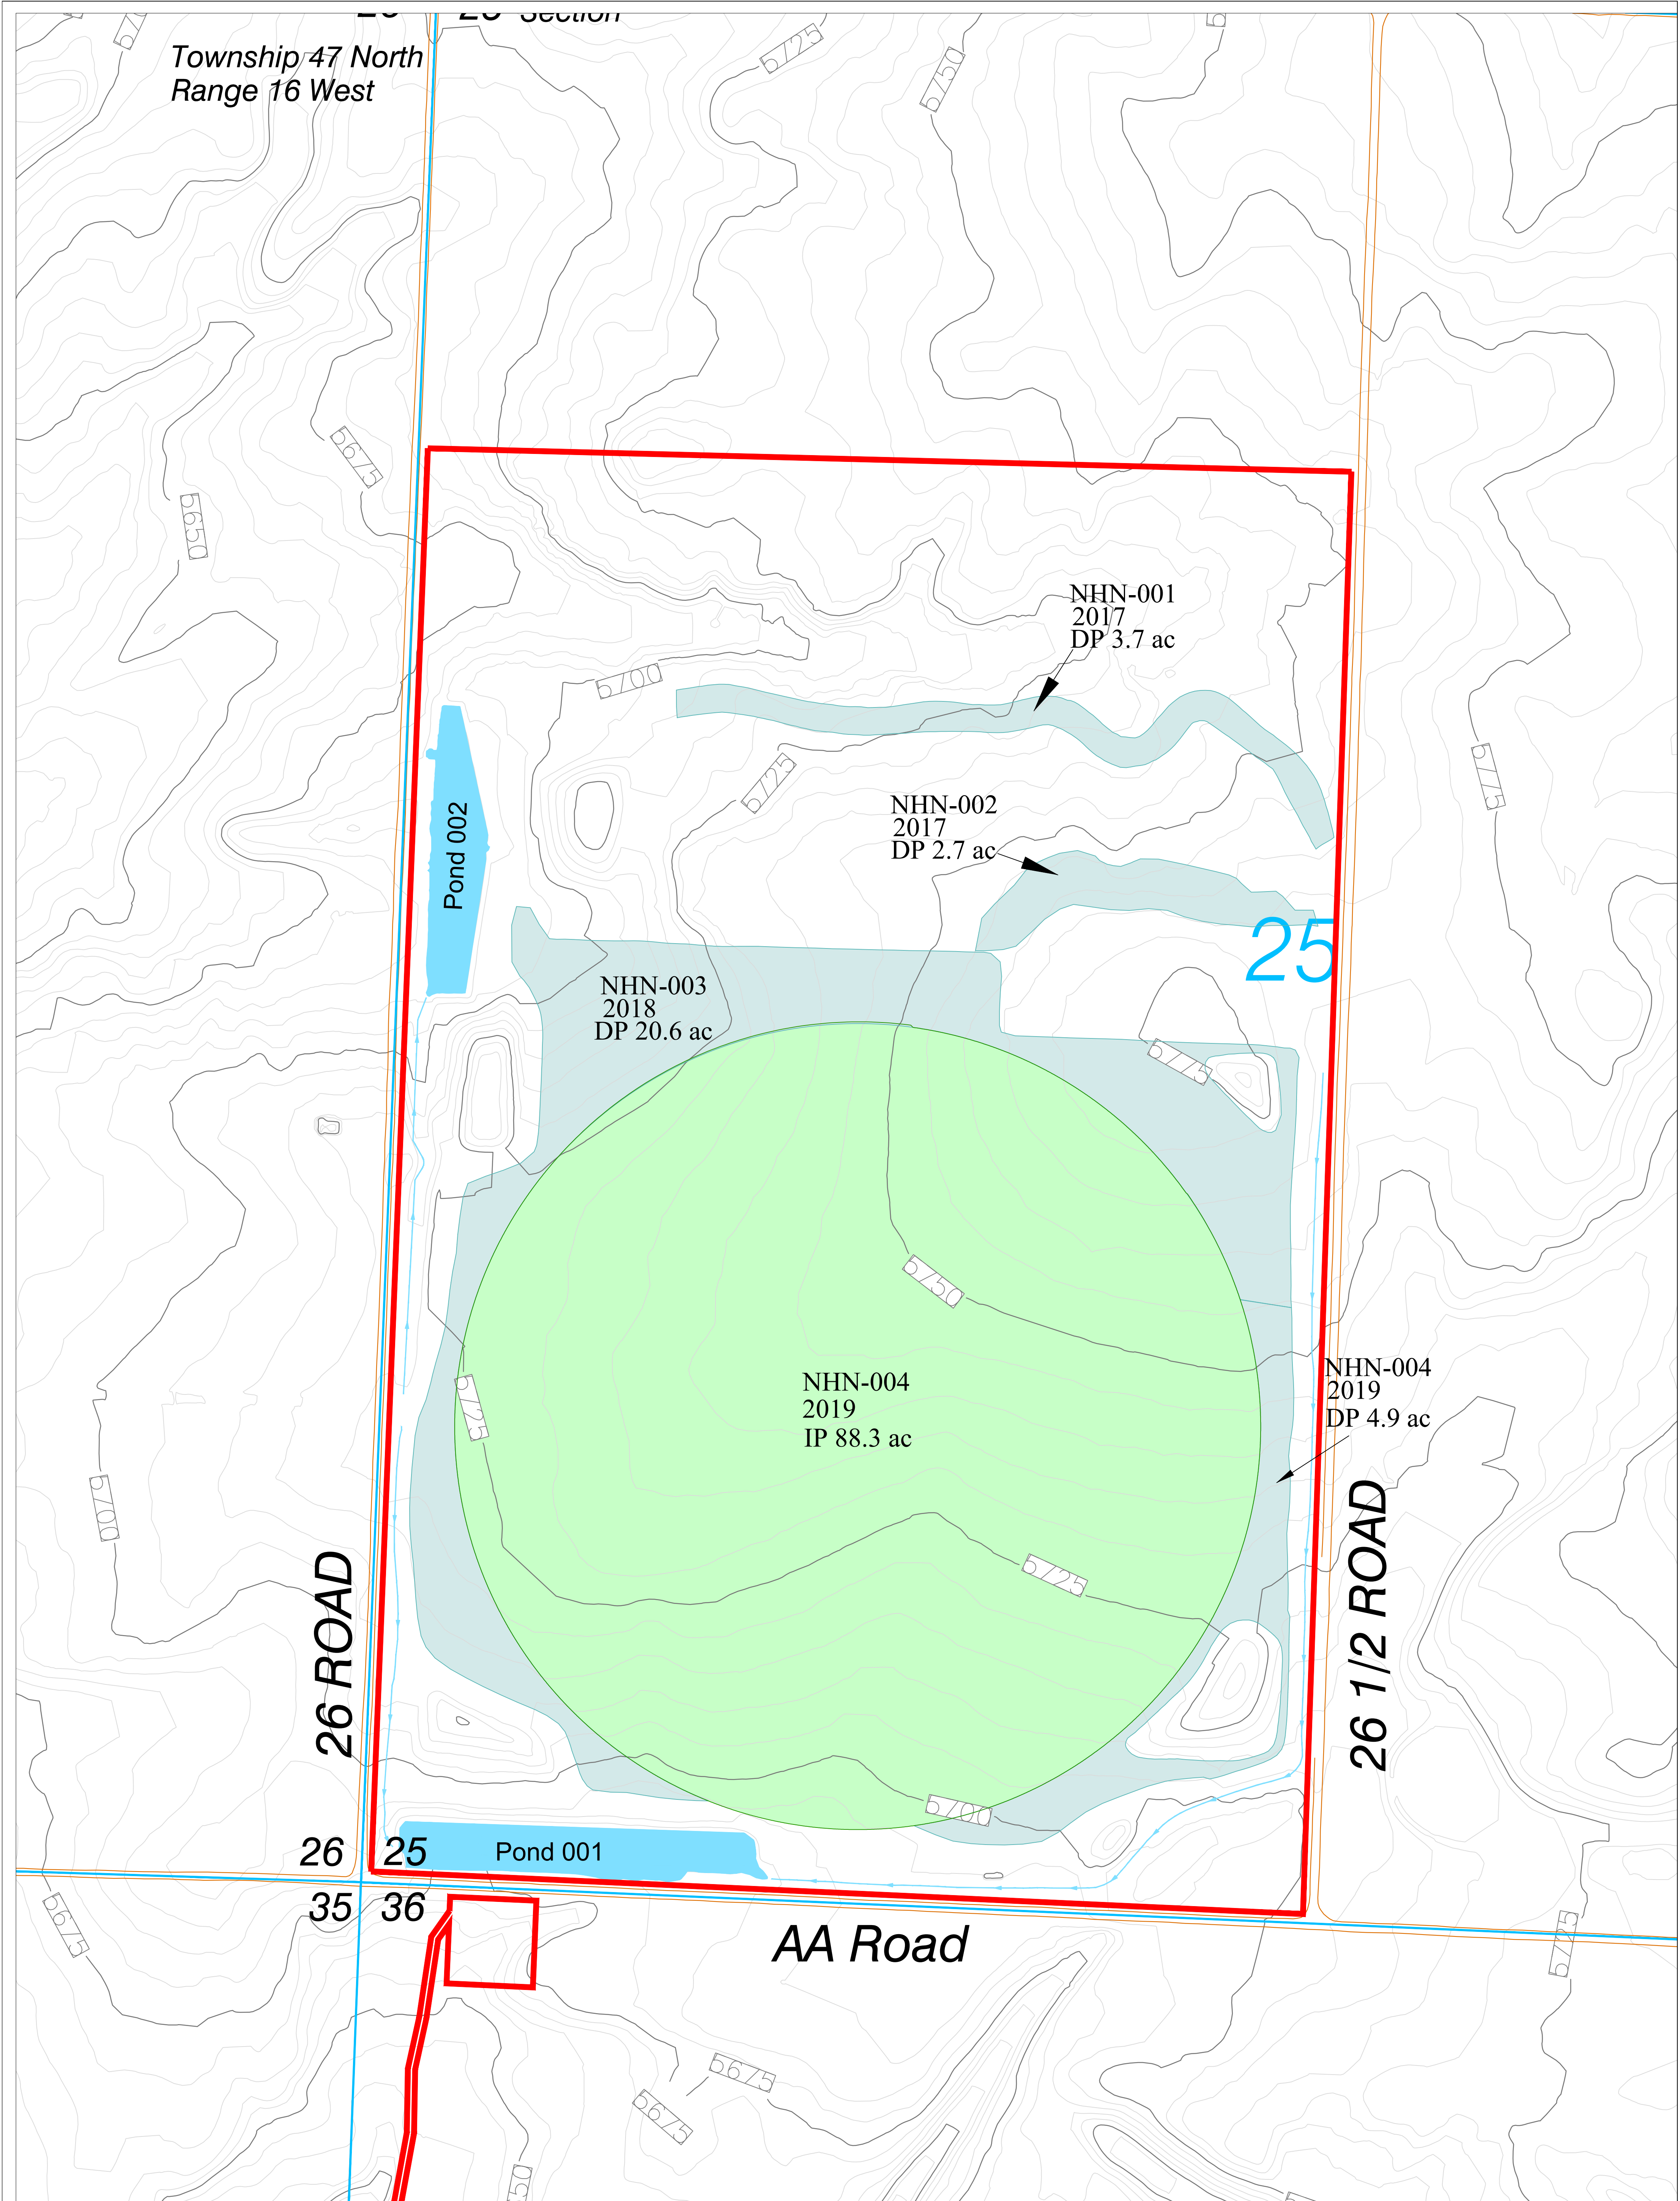 Section
Township 47 North
Range 16 West
5725
5750
5675
5650
NHN-001
2017
DP 3.7 ac
5700
5725
5775
NHN-002
2017
DP 2.7 ac
Pond 002
25
NHN-003
2018
DP 20.6 ac
5775
5750
NHN-004
2019
IP 88.3 ac
NHN-004
2019
DP 4.9 ac
5725
5700
5725
26 ROAD
26 1/2 ROAD
5700
26 25
Pond 001
35 36
AA Road
5675
5725
5675
5675
50